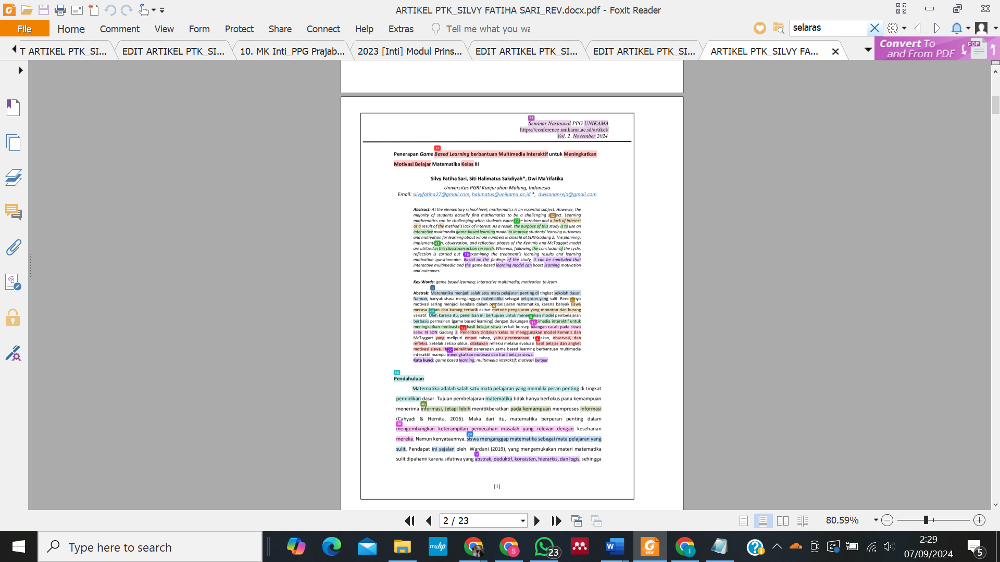 ARTIKEL PTK_SILVY FATIHA SARI_REV.docx.pdf - Foxit Reader
File Home Comment View Form Protect Share Connect Help Extras Tell me what you wa
selaras
T ARTIKEL PTK_SI... EDIT ARTIKEL PTK_SI... 10. MK Inti_PPG Prajab... 2023 [Inti] Modul Prins... EDIT ARTIKEL PTK_SI... EDIT ARTIKEL PTK_SI... ARTIKEL PTK_SILVY FA...
Convert To
and From PDF
PDF
21
Seminar Nasioanal PPG UNIKAMA
https://conference.unikama.ac.id/artikel/
Vol. 2, November 2024
37
Penerapan Game Based Learning berbantuan Multimedia Interaktif untuk Meningkatkan
Motivasi Belajar Matematika Kelas III
Silvy Fatiha Sari, Siti Halimatus Sakdiyah*, Dwi Ma'rifatika
Universitas PGRI Kanjuruhan Malang, Indonesia
Email: silvyfatiha27@gmail.com, halimatus@unikama.ac.id *, dwisananrejo@gmail.com
Abstract: At the elementary school level, mathematics is an essential subject. However, the
majority of students actually find mathematics to be a challenging s 42 ect. Learning
mathematics can be challenging when students exper 17 e boredom and a lack of interest
as a result of the method's lack of interest. As a result, the purpose of this study is to use an
interactive multimedia game-based learning model to improve students' learning outcomes
and motivation for learning about whole numbers in class III at SDN Gadang 2. The planning,
implement 41 n, observation, and reflection phases of the Kemmis and McTaggart model
are utilized in this classroom action research. Whereas, following the conclusion of the cycle,
reflection is carried out 15 examining the treatment's learning results and learning
motivation questionnaire. Based on the findings of the study, it can be concluded that
interactive multimedia and the game-based learning model can boost learning motivation
and outcomes.
Key Words: game based learning; interactive multimedia; motivation to learn
8
Abstrak: Matematika menjadi salah satu mata pelajaran penting di tingkat sekolah dasar.
Namun, banyak siswa menganggap matematika sebagai pelajaran yang sulit. Rendahnya
motivasi sering menjadi kendala dalam pembelajaran matematika, karena banyak siswa
merasa an dan kurang tertarik akibat metode pengajaran yang monoton dan kurang
variatif. Oleh karena itu, penelitian ini bertujuan untuk menerapkan model pembelajaran
berbasis permainan (game based learning) dengan dukungan multimedia interaktif untuk
meningkatkan motivasi d hasil belajar siswa terkait konsep bilangan cacah pada siswa
kelas III SDN Gadang 2. Penelitian tindakan kelas ini menggunakan model Kemmis dan
McTaggart yang meliputi empat tahap, yaitu perencanaan, tindakan, observasi, dan
refleksi. Setelah setiap siklus, dilakukan refleksi melalui evaluasi hasil belajar dan angket
motivasi siswa. H penelitian penerapan game based learning berbantuan multimedia
interaktif mampu meningkatkan motivasi dan hasil belajar siswa.
Kata kunci: game based learning; multimedia interaktif; motivasi belajar
16
Pendahuluan
Matematika adalah salah satu mata pelajaran yang memiliki peran penting di tingkat
pendidikan dasar. Tujuan pembelajaran matematika tidak hanya berfokus pada kemampuan
46
menerima informasi, tetapi lebih menitikberatkan pada kemampuan memproses informasi
(Cahyadi & Hernita, 2016). Maka dari itu, matematika berperan penting dalam
38
mengembangkan keterampilan pemecahan masalah yang relevan dengan keseharian
24
mereka. Namun kenyataannya, siswa menganggap matematika sebagai mata pelajaran yang
sulit. Pendapat ini sejalan oleh Wardani (2019), yang mengemukakan materi matematika
3
sulit dipahami karena sifatnya yang abstrak, deduktif, konsisten, hierarkis, dan logis, sehingga
[1]
2 / 23
80.59%
Type here to search
myhp
S
23
W
PDF
I
2:29
07/09/2024
5